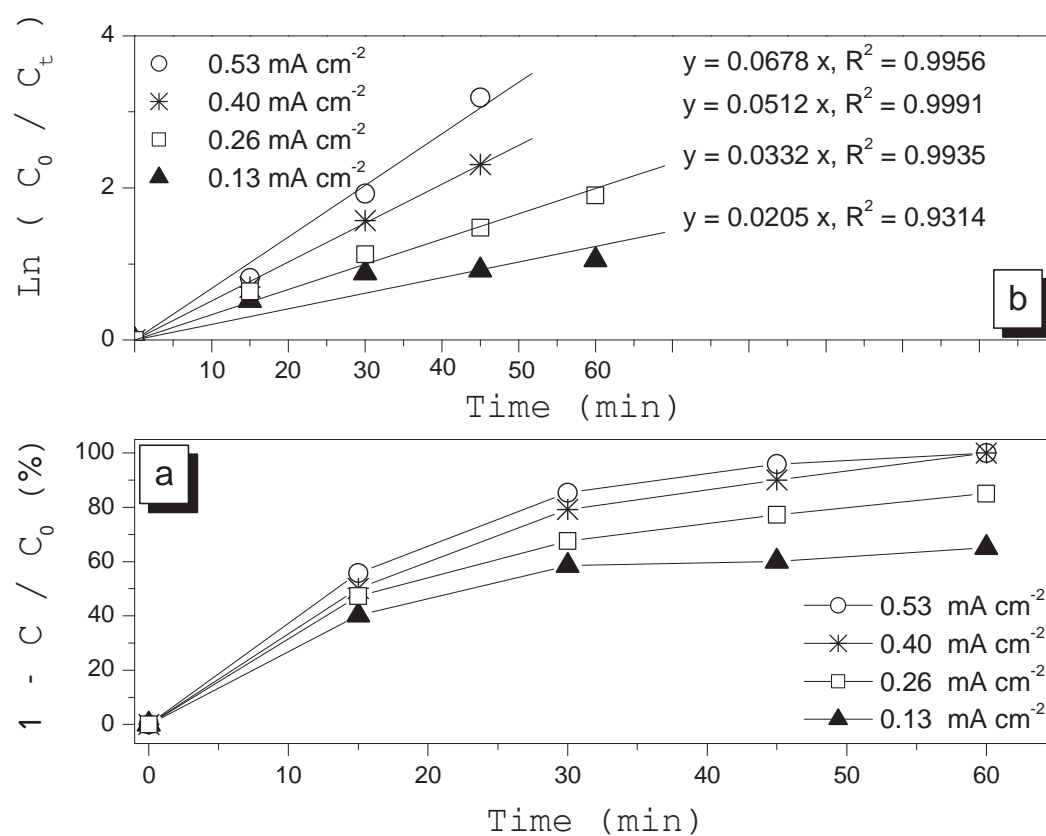 Ln ( C₀ / Cₜ )
4
2
0
0.53 mA cm⁻²
0.40 mA cm⁻²
0.26 mA cm⁻²
0.13 mA cm⁻²
y = 0.0678 x, R² = 0.9956
y = 0.0512 x, R² = 0.9991
y = 0.0332 x, R² = 0.9935
y = 0.0205 x, R² = 0.9314
b
10 20 30 40 50 60
Time (min)
1 - C / C₀ (%)
100
80
60
40
20
0
a
0.53 mA cm⁻²
0.40 mA cm⁻²
0.26 mA cm⁻²
0.13 mA cm⁻²
0 10 20 30 40 50 60
Time (min)